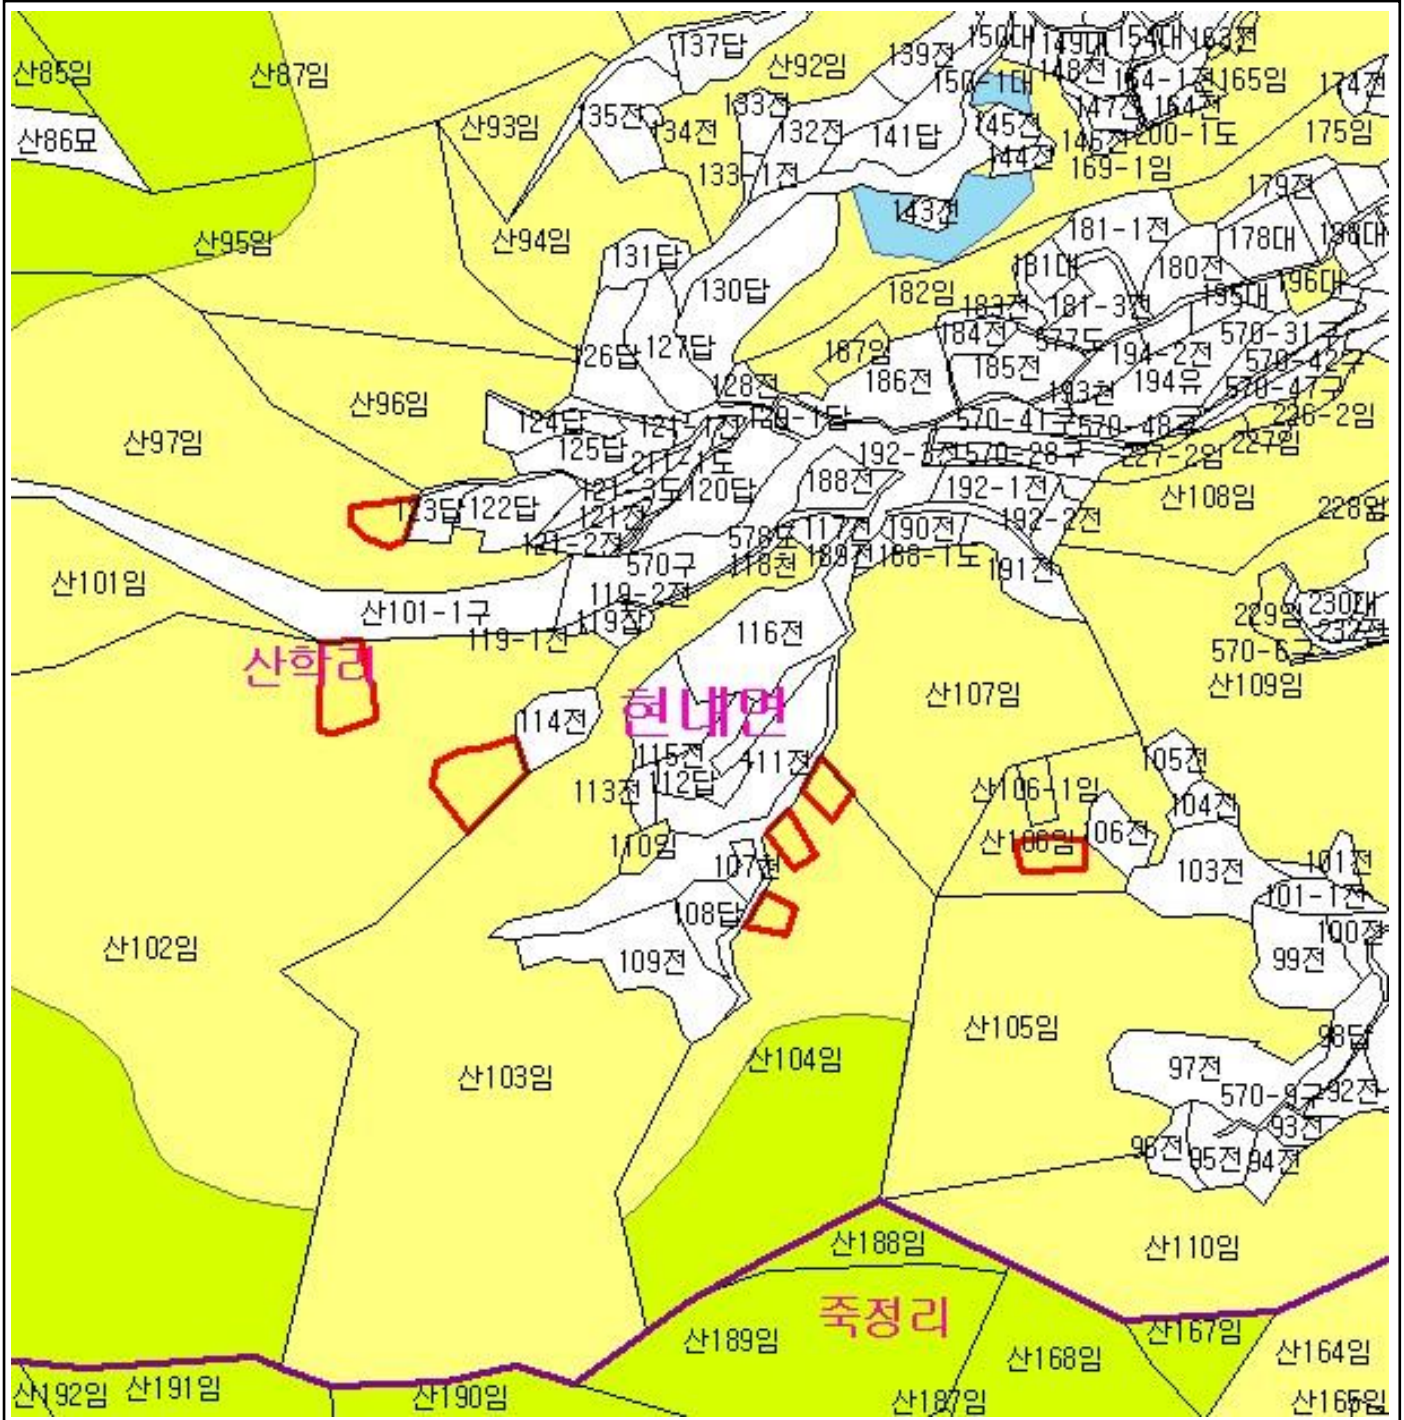 137답
139전
150대
149대
154대
163전
산85임
산87임
산92임
150-1대
148전
164-1전
165임
174전
133전
147전
164전
산86묘
산93임
135전
134전
132전
141답
145전
146전
200-1도
175임
144전
133-1전
169-1임
179전
143전
산95임
산94임
181-1전
178대
198대
131답
181대
180전
130답
182임
183전
181-3전
195대
196대
184전
577도
570-31구
126답
127답
187임
185전
194-2전
570-42구
128전
186전
193천
194유
570-47구
산96임
124답
121-1전
129-1답
570-41구
570-48구
226-2임
산97임
125답
211-1도
570-28구
227-2임
227임
121-3도
120답
188전
192-1전
산108임
123답
122답
121전
192-2전
228임
121-2전
117전
190전
570구
118천
189전
188-1도
191전
산101임
119-2전
산101-1구
119잡
230대
119-1전
116전
229임
232전
산학리
570-6구
산107임
산109임
현내면
114전
115전
411전
105전
113전
112답
산106-1임
104전
110임
산106임
106전
107천
103전
101전
108답
101-1전
산102임
109전
100전
99전
산105임
98답
산103임
산104임
97전
570-9구
92전
93전
96전
95전
94전
산188임
산110임
죽정리
산189임
산167임
산168임
산164임
산192임
산191임
산190임
산187임
산165임